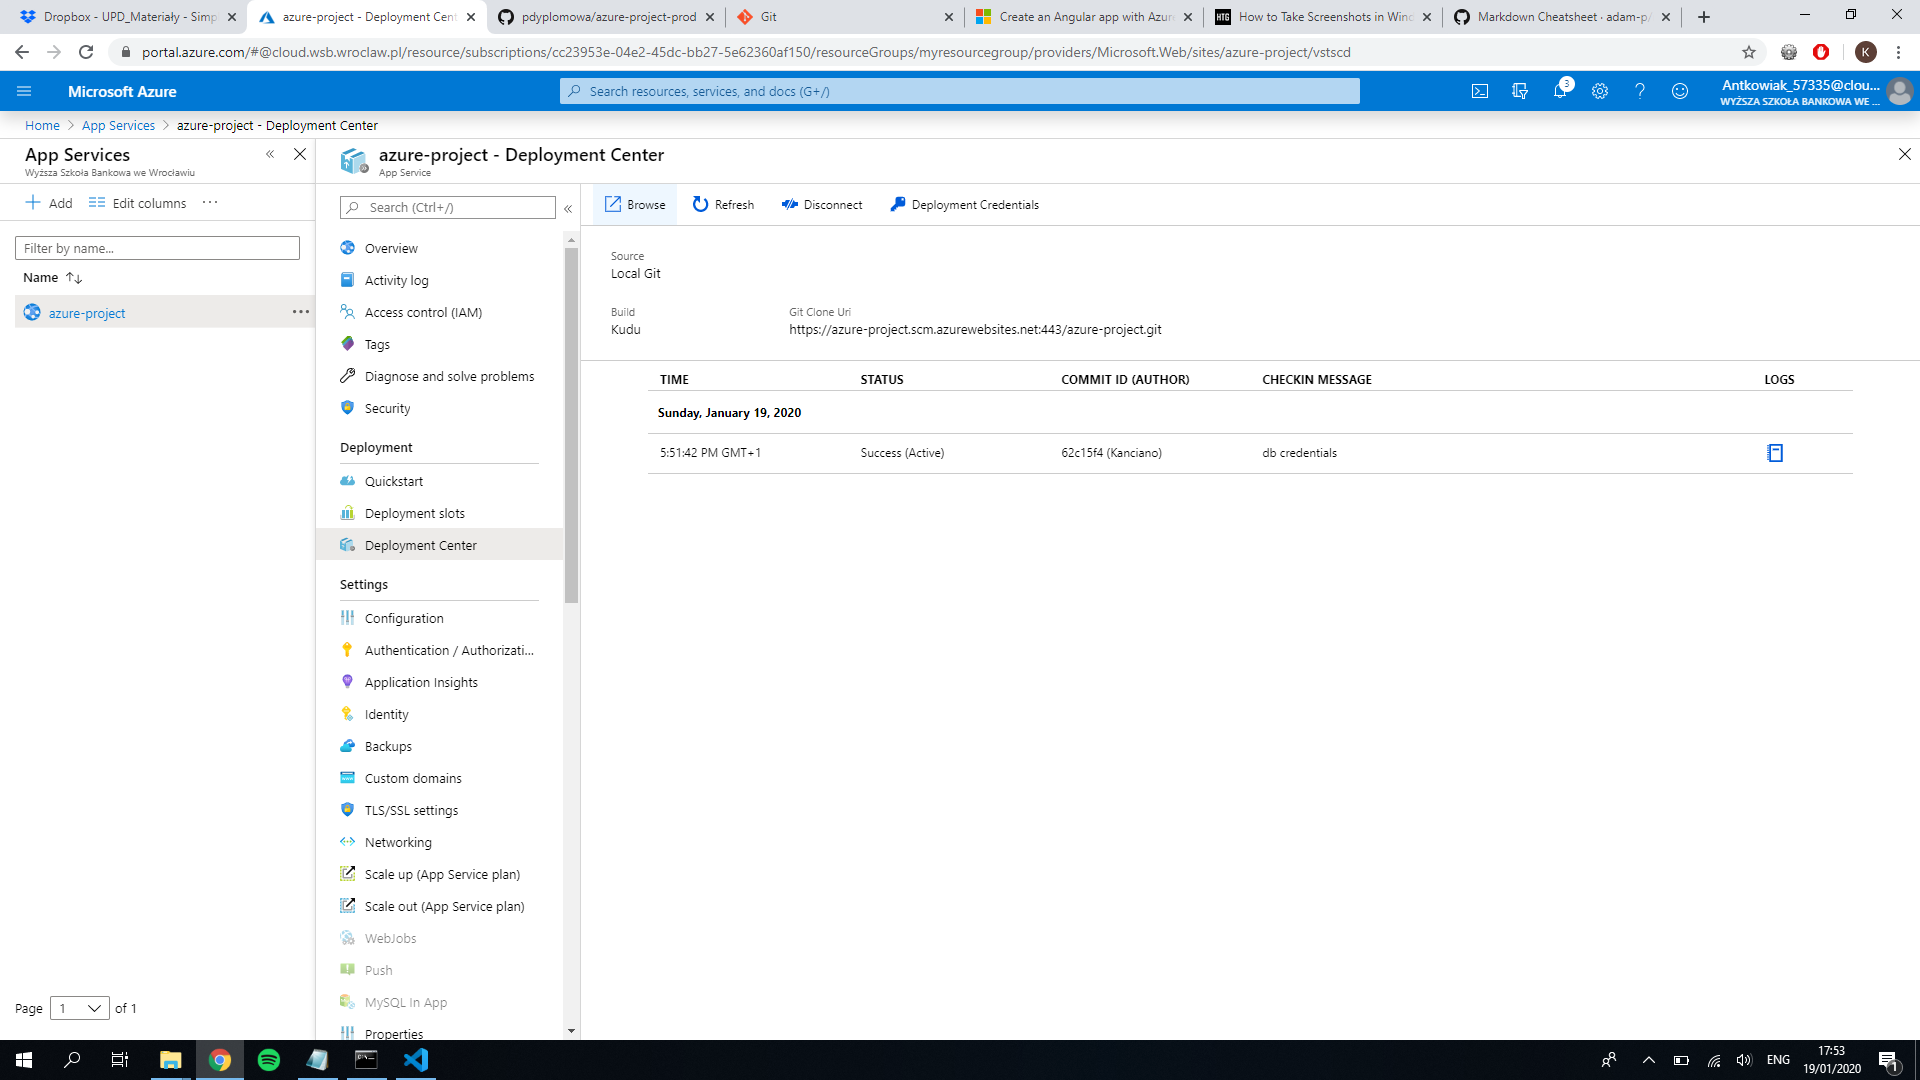 Dropbox - UPD_Materiały - Simpl
azure-project - Deployment Cent
pdyplomowa/azure-project-prod
Git
Create an Angular app with Azure
How to Take Screenshots in Wind
Markdown Cheatsheet · adam-p/
portal.azure.com/#@cloud.wsb.wroclaw.pl/resource/subscriptions/cc23953e-04e2-45dc-bb27-5e62360af150/resourceGroups/myresourcegroup/providers/Microsoft.Web/sites/azure-project/vstscd
K
Microsoft Azure
Search resources, services, and docs (G+/)
3
Antkowiak_57335@clou...
WYŻSZA SZKOŁA BANKOWA WE ...
Home > App Services > azure-project - Deployment Center
App Services
Wyższa Szkoła Bankowa we Wrocławiu
Add
Edit columns
Filter by name...
Name
azure-project
Page 1 of 1
azure-project - Deployment Center
App Service
Search (Ctrl+/)
Overview
Activity log
Access control (IAM)
Tags
Diagnose and solve problems
Security
Deployment
Quickstart
Deployment slots
Deployment Center
Settings
Configuration
Authentication / Authorizati...
Application Insights
Identity
Backups
Custom domains
TLS/SSL settings
Networking
Scale up (App Service plan)
Scale out (App Service plan)
WebJobs
Push
MySQL In App
Properties
Browse
Refresh
Disconnect
Deployment Credentials
Source
Local Git
Build
Kudu
Git Clone Uri
https://azure-project.scm.azurewebsites.net:443/azure-project.git
TIME STATUS COMMIT ID (AUTHOR) CHECKIN MESSAGE LOGS
Sunday, January 19, 2020
5:51:42 PM GMT+1 Success (Active) 62c15f4 (Kanciano) db credentials
ENG
17:53
19/01/2020
1